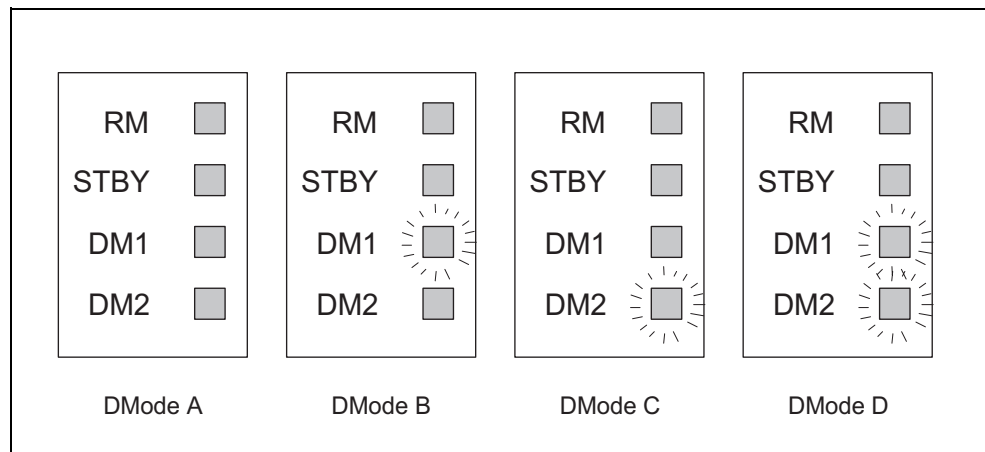 RM
STBY
DM1
DM2
DMode A
RM
STBY
DM1
DM2
DMode B
RM
STBY
DM1
DM2
DMode C
RM
STBY
DM1
DM2
DMode D